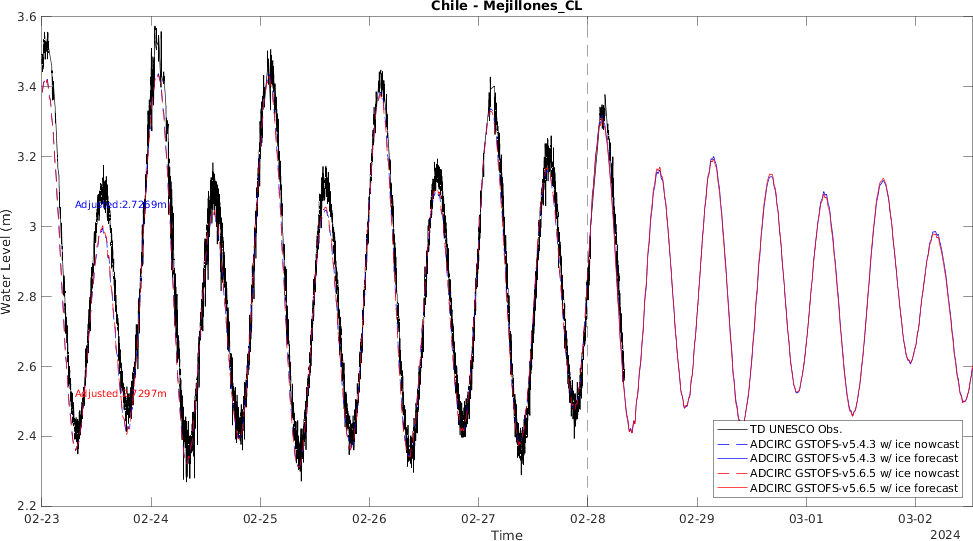 Chile - Mejillones_CL
3.6
3.4
3.2
3
2.8
2.6
2.4
2.2
Water Level (m)
Adjusted:2.7259m
Adjusted:2.7297m
TD UNESCO Obs.
ADCIRC GSTOFS-v5.4.3 w/ ice nowcast
ADCIRC GSTOFS-v5.4.3 w/ ice forecast
ADCIRC GSTOFS-v5.6.5 w/ ice nowcast
ADCIRC GSTOFS-v5.6.5 w/ ice forecast
02-23 02-24 02-25 02-26 02-27 02-28 02-29 03-01 03-02
Time
2024